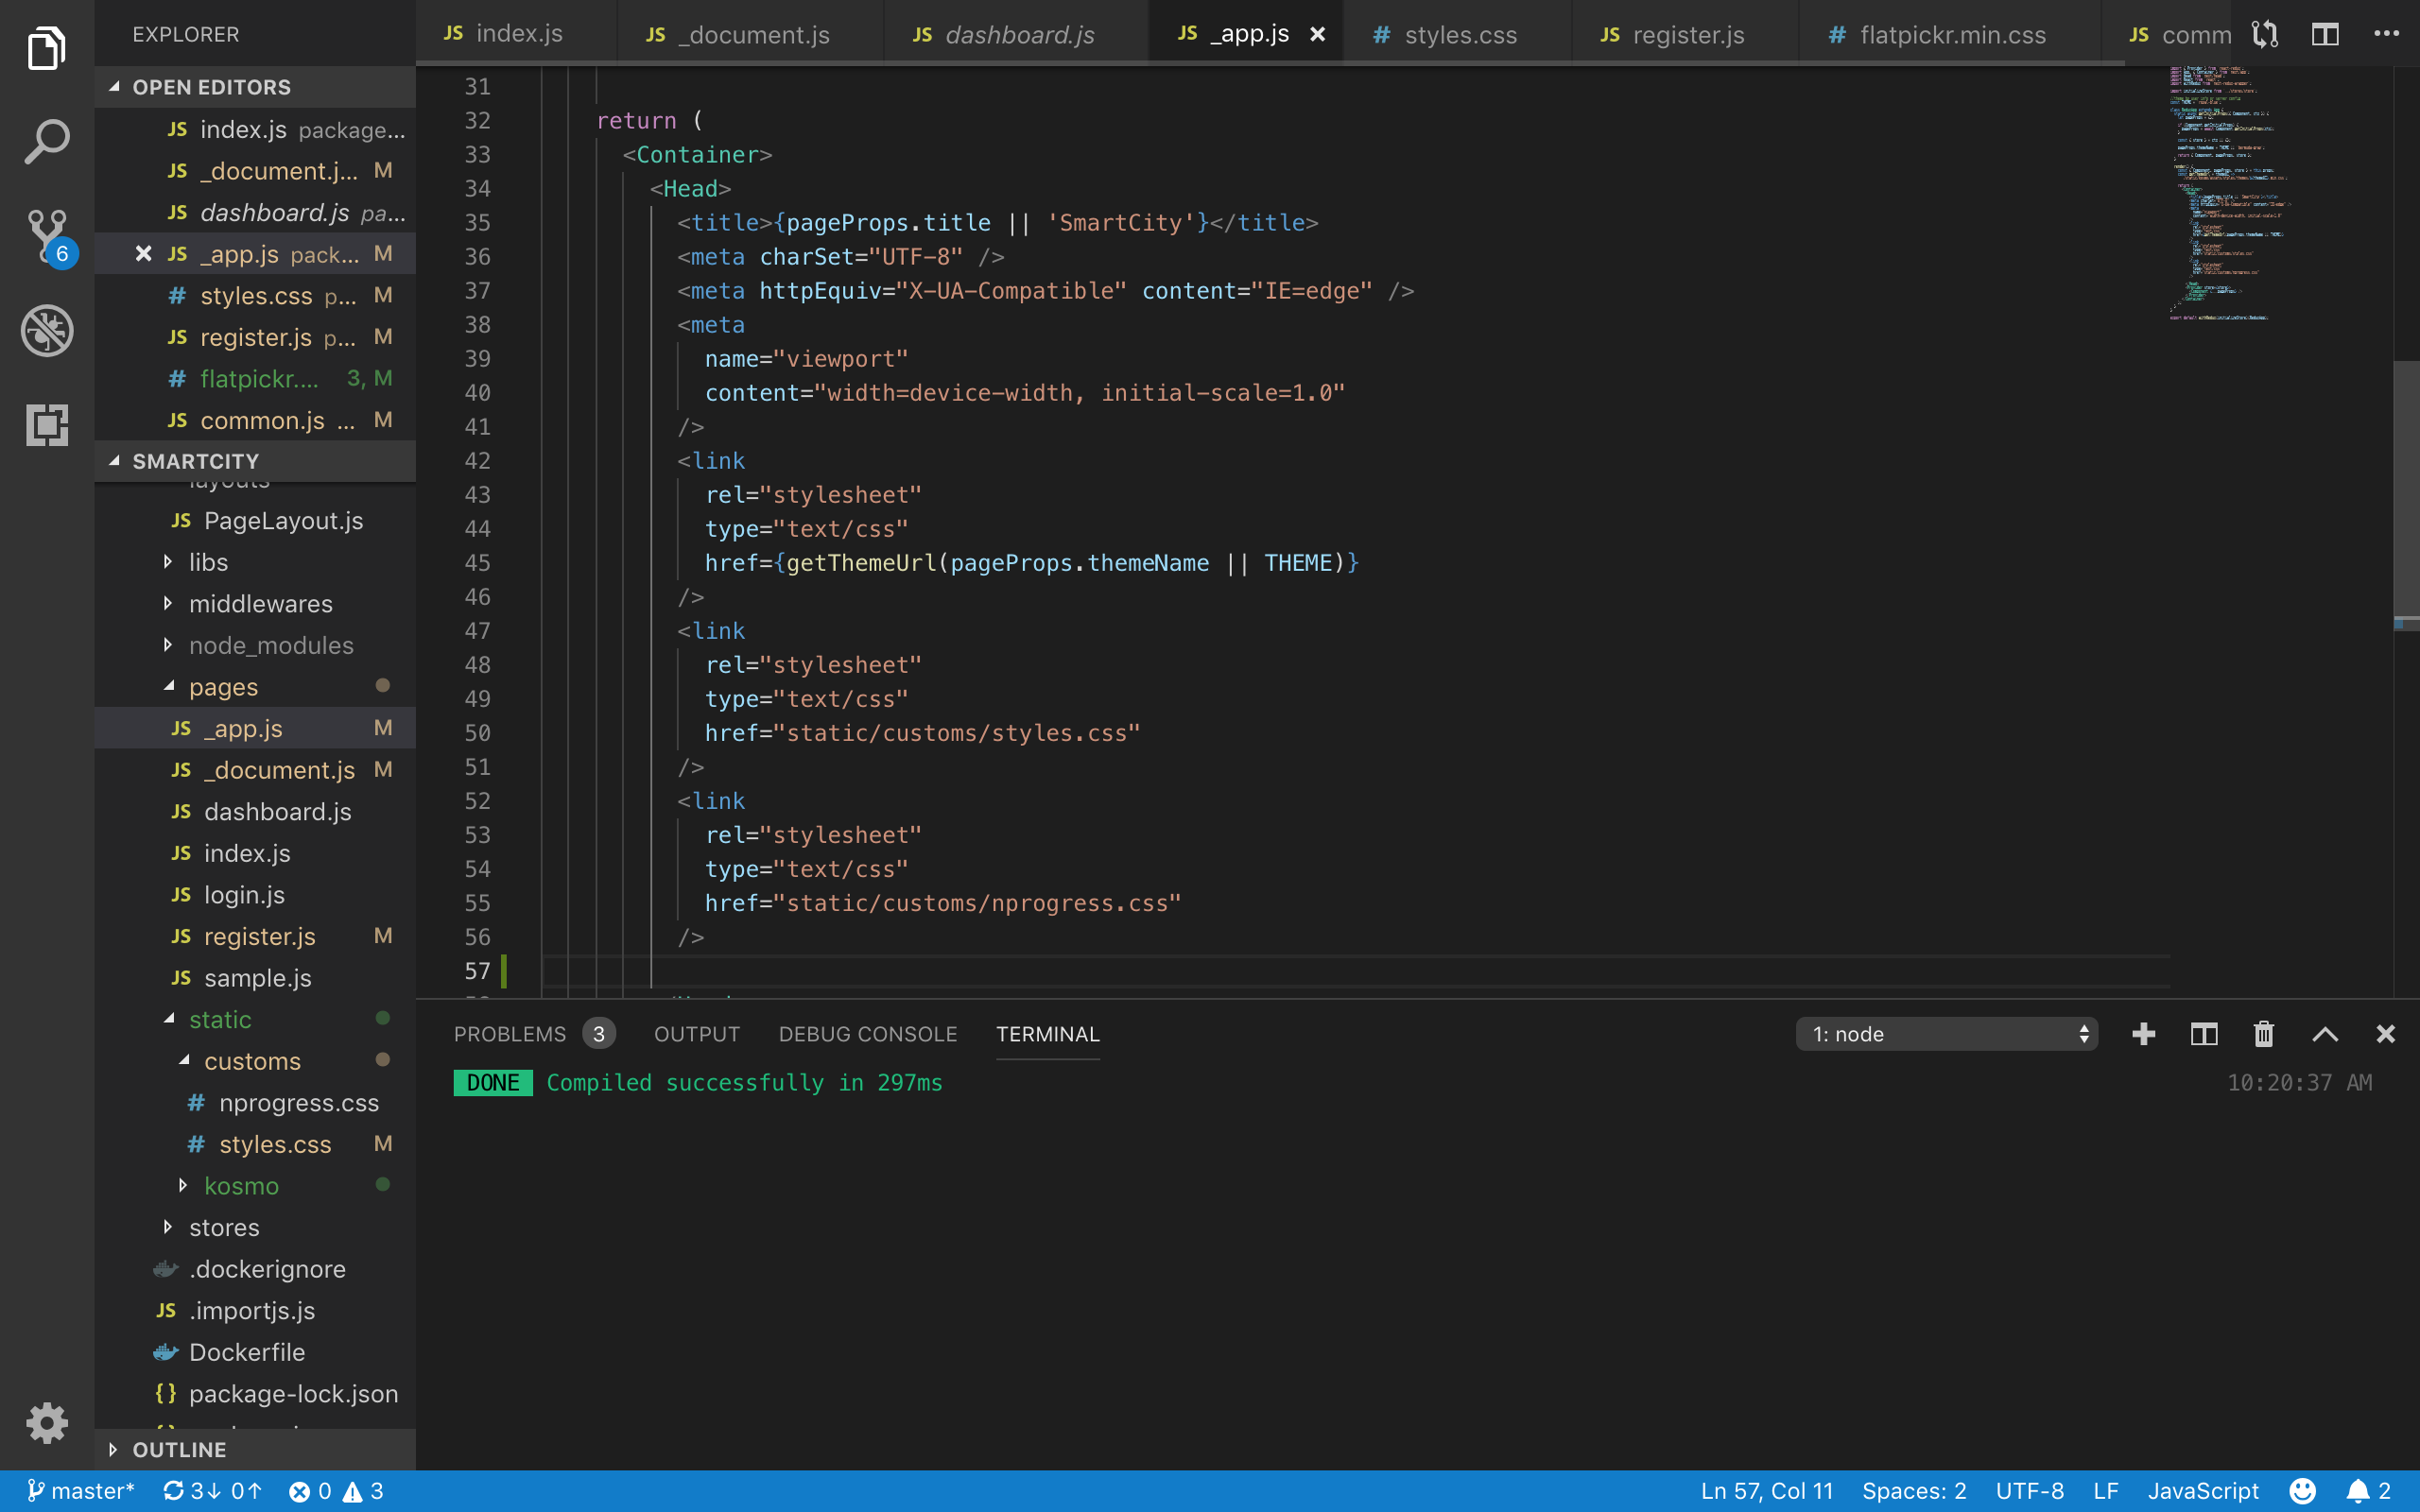 EXPLORER
OPEN EDITORS
JS index.js package...
JS _document.j... M
JS dashboard.js pa...
JS _app.js pack... M
# styles.css p... M
JS register.js p... M
# flatpickr.... 3, M
JS common.js ... M
SMARTCITY
layouts
JS PageLayout.js
libs
middlewares
node_modules
pages
JS _app.js M
JS _document.js M
JS dashboard.js
JS index.js
JS login.js
JS register.js M
JS sample.js
static
customs
# nprogress.css
# styles.css M
kosmo
stores
.dockerignore
JS .importjs.js
Dockerfile
{} package-lock.json
OUTLINE
6
JS index.js JS _document.js JS dashboard.js JS _app.js # styles.css JS register.js # flatpickr.min.css JS comm
31
32 return (
33 <Container>
34 <Head>
35 <title>{pageProps.title || 'SmartCity'}</title>
36 <meta charSet="UTF-8" />
37 <meta httpEquiv="X-UA-Compatible" content="IE=edge" />
38 <meta
39 name="viewport"
40 content="width=device-width, initial-scale=1.0"
41 />
42 <link
43 rel="stylesheet"
44 type="text/css"
45 href={getThemeUrl(pageProps.themeName || THEME)}
46 />
47 <link
48 rel="stylesheet"
49 type="text/css"
50 href="static/customs/styles.css"
51 />
52 <link
53 rel="stylesheet"
54 type="text/css"
55 href="static/customs/nprogress.css"
56 />
57
PROBLEMS 3 OUTPUT DEBUG CONSOLE TERMINAL 1: node
DONE Compiled successfully in 297ms 10:20:37 AM
master* 3↓ 0↑ 0 3 Ln 57, Col 11 Spaces: 2 UTF-8 LF JavaScript 2